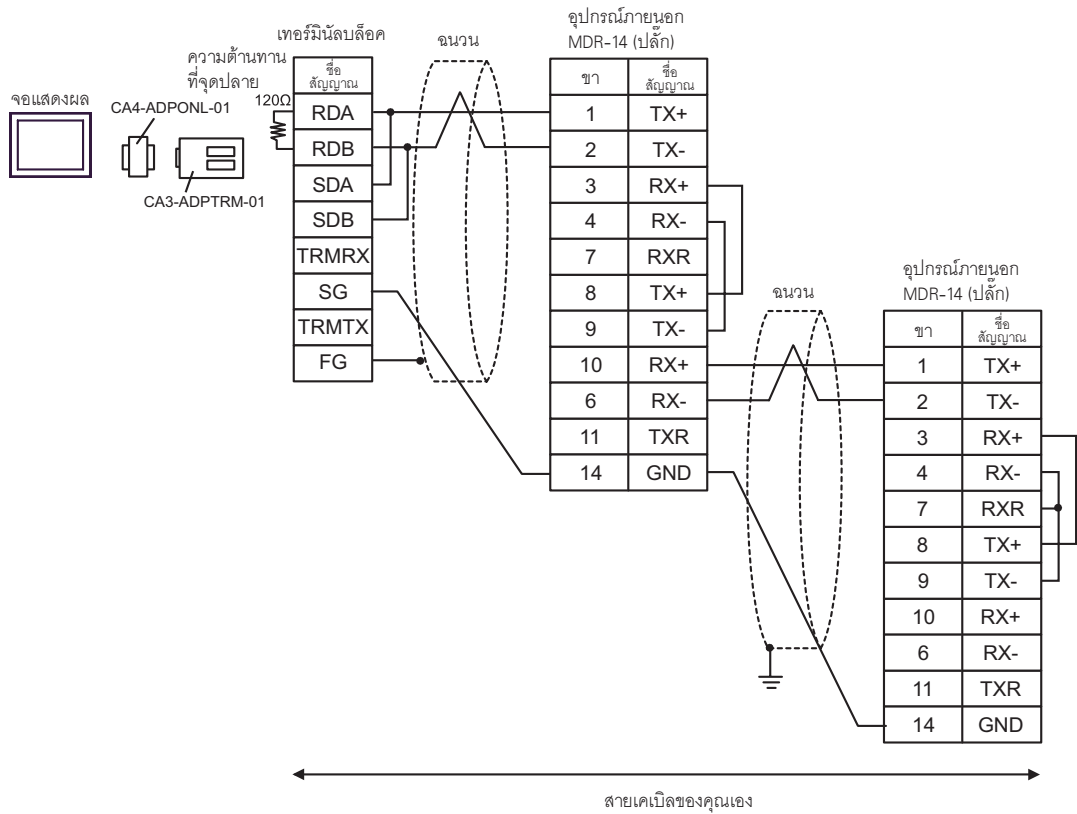 จอแสดงผล
CA4-ADPONL-01
CA3-ADPTRM-01
ความต้านทาน
ที่จุดปลาย
120Ω
เทอร์มินัลบล็อค
ชื่อ
สัญญาณ
RDA
RDB
SDA
SDB
TRMRX
SG
TRMTX
FG
ฉนวน
อุปกรณ์ภายนอก
MDR-14 (ปลั๊ก)
ขา
ชื่อ
สัญญาณ
1 TX+
2 TX-
3 RX+
4 RX-
7 RXR
8 TX+
9 TX-
10 RX+
6 RX-
11 TXR
14 GND
ฉนวน
อุปกรณ์ภายนอก
MDR-14 (ปลั๊ก)
ขา
ชื่อ
สัญญาณ
1 TX+
2 TX-
3 RX+
4 RX-
7 RXR
8 TX+
9 TX-
10 RX+
6 RX-
11 TXR
14 GND
สายเคเบิลของคุณเอง